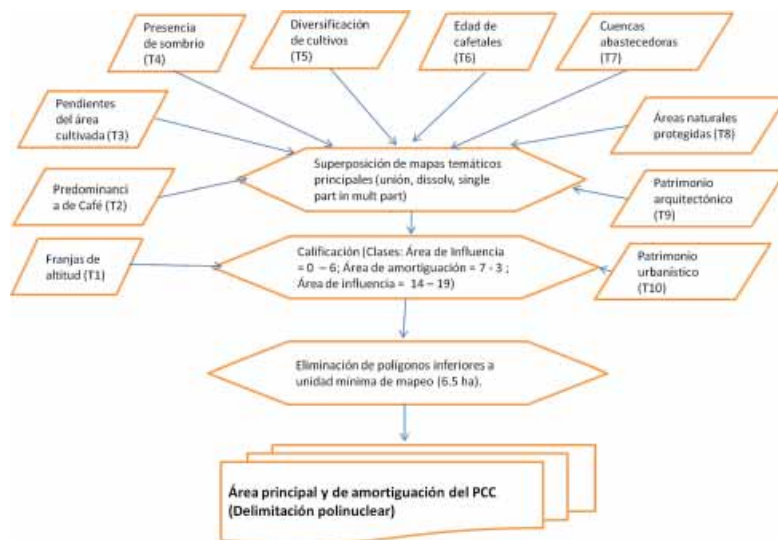 Presencia
de sombrio
(T4)
Diversificación
de cultivos
(T5)
Edad de
cafetales
(T6)
Cuencas
abastecedoras
(T7)
Pendientes
del área
cultivada (T3)
Áreas naturales
protegidas (T8)
Superposición de mapas temáticos
principales (unión, dissolv, single
part in mult part)
Predominanci
a de Café (T2)
Patrimonio
arquitectónico
(T9)
Franjas de
altitud (T1)
Calificación (Clases: Área de Influencia
= 0 – 6; Área de amortiguación = 7 - 3 ;
Área de influencia = 14 – 19)
Patrimonio
urbanístico
(T10)
Eliminación de polígonos inferiores a
unidad mínima de mapeo (6.5 ha).
Área principal y de amortiguación del PCC
(Delimitación polinuclear)